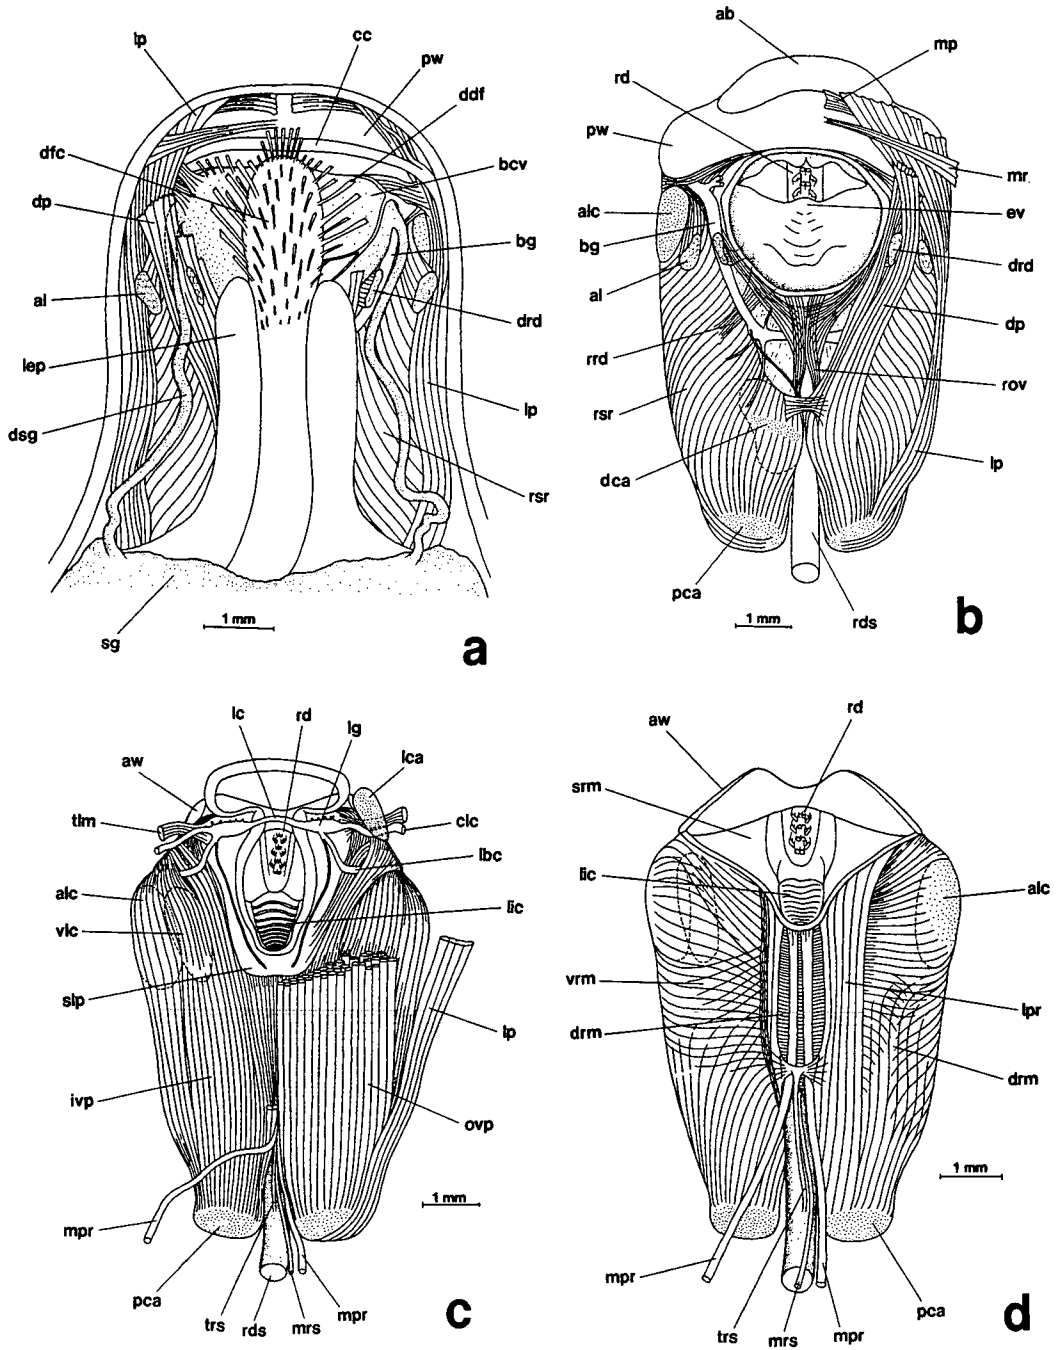 lp
cc
pw
ddf
dfc
bcv
dp
bg
al
drd
lep
lp
dsg
rsr
1 mm
sg
a
ab
rd
mp
pw
mr
alc
ev
bg
drd
al
dp
rrd
rov
rsr
dca
lp
pca
1 mm
rds
b
lc
rd
lg
aw
lca
tlm
clc
lbc
alc
lic
vlc
slp
lp
ivp
ovp
1 mm
mpr
pca
trs
rds
mrs
mpr
c
aw
rd
srm
lic
alc
vrm
lpr
drm
drm
1 mm
mpr
pca
trs
mrs
mpr
d